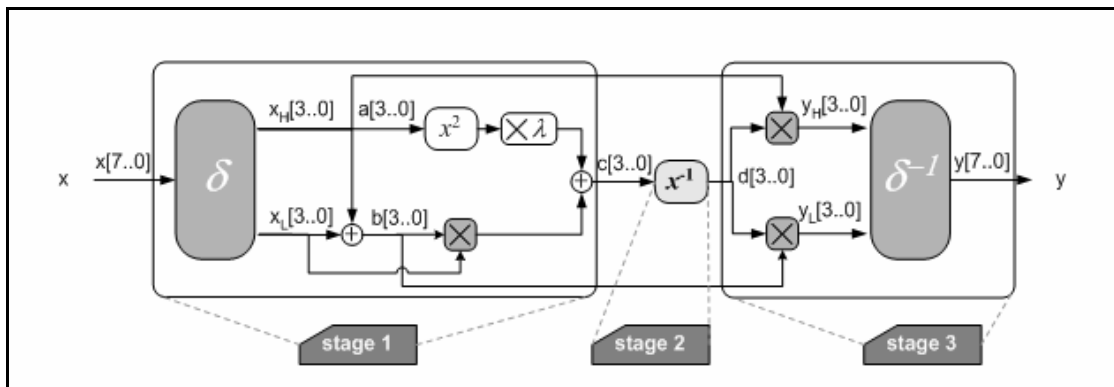 x
x[7..0]
δ
x_H[3..0]
a[3..0]
x²
× λ
x_L[3..0]
+
b[3..0]
×
+
c[3..0]
x⁻¹
d[3..0]
×
×
y_H[3..0]
y_L[3..0]
δ⁻¹
y[7..0]
y
stage 1
stage 2
stage 3